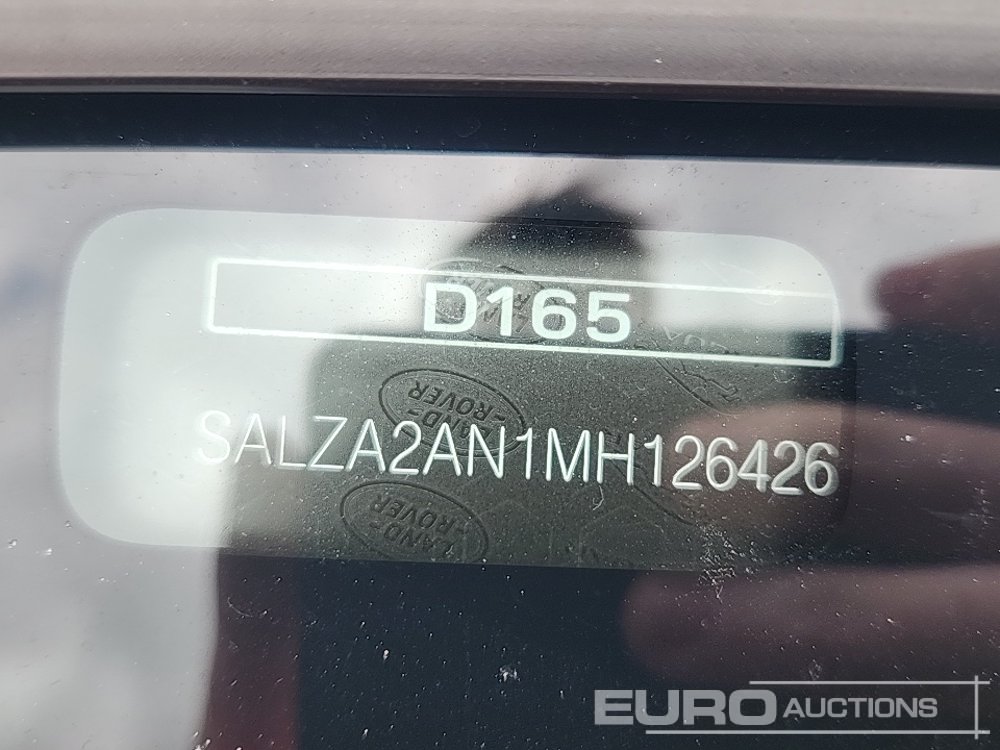 D165
LAND-
-ROVER
SALZA2AN1MH126426
LAND-
-ROVER
EURO AUCTIONS